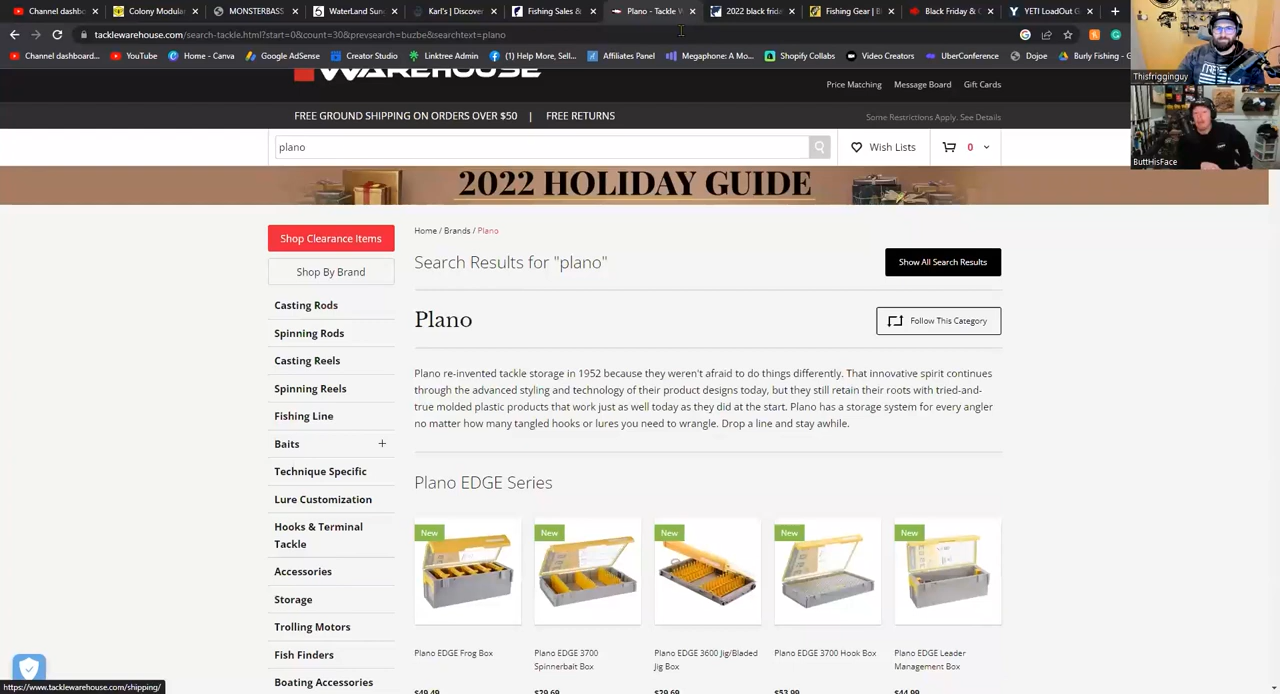 Channel dashbo
Colony Modular
MONSTERBASS
WaterLand Sung
Karl's | Discover
Fishing Sales &
Plano - Tackle W
2022 black frida
Fishing Gear | B
Black Friday & C
YETI LoadOut G
tacklewarehouse.com/search-tackle.html?start=0&count=30&prevsearch=buzbe&searchtext=plano
Channel dashboard...
YouTube
Home - Canva
Google AdSense
Creator Studio
Linktree Admin
(1) Help More, Sell...
Affiliates Panel
Megaphone: A Mo...
Shopify Collabs
Video Creators
UberConference
Dojoe
Burly Fishing -
Thisfrigginguy
ButtHisFace
WAREHOUSE
Price Matching
Message Board
Gift Cards
FREE GROUND SHIPPING ON ORDERS OVER $50 | FREE RETURNS
Some Restrictions Apply. See Details
plano
Wish Lists
0
2022 HOLIDAY GUIDE
Shop Clearance Items
Shop By Brand
Casting Rods
Spinning Rods
Casting Reels
Spinning Reels
Fishing Line
Baits +
Technique Specific
Lure Customization
Hooks & Terminal
Tackle
Accessories
Storage
Trolling Motors
Fish Finders
Boating Accessories
Home / Brands / Plano
Search Results for "plano"
Show All Search Results
Plano
Follow This Category
Plano re-invented tackle storage in 1952 because they weren't afraid to do things differently. That innovative spirit continues
through the advanced styling and technology of their product designs today, but they still retain their roots with tried-and-
true molded plastic products that work just as well today as they did at the start. Plano has a storage system for every angler
no matter how many tangled hooks or lures you need to wrangle. Drop a line and stay awhile.
Plano EDGE Series
New
New
New
New
New
Plano EDGE Frog Box
Plano EDGE 3700
Spinnerbait Box
Plano EDGE 3600 Jig/Bladed
Jig Box
Plano EDGE 3700 Hook Box
Plano EDGE Leader
Management Box
$49.49
$29.69
$29.69
$53.99
$44.99
https://www.tacklewarehouse.com/shipping/